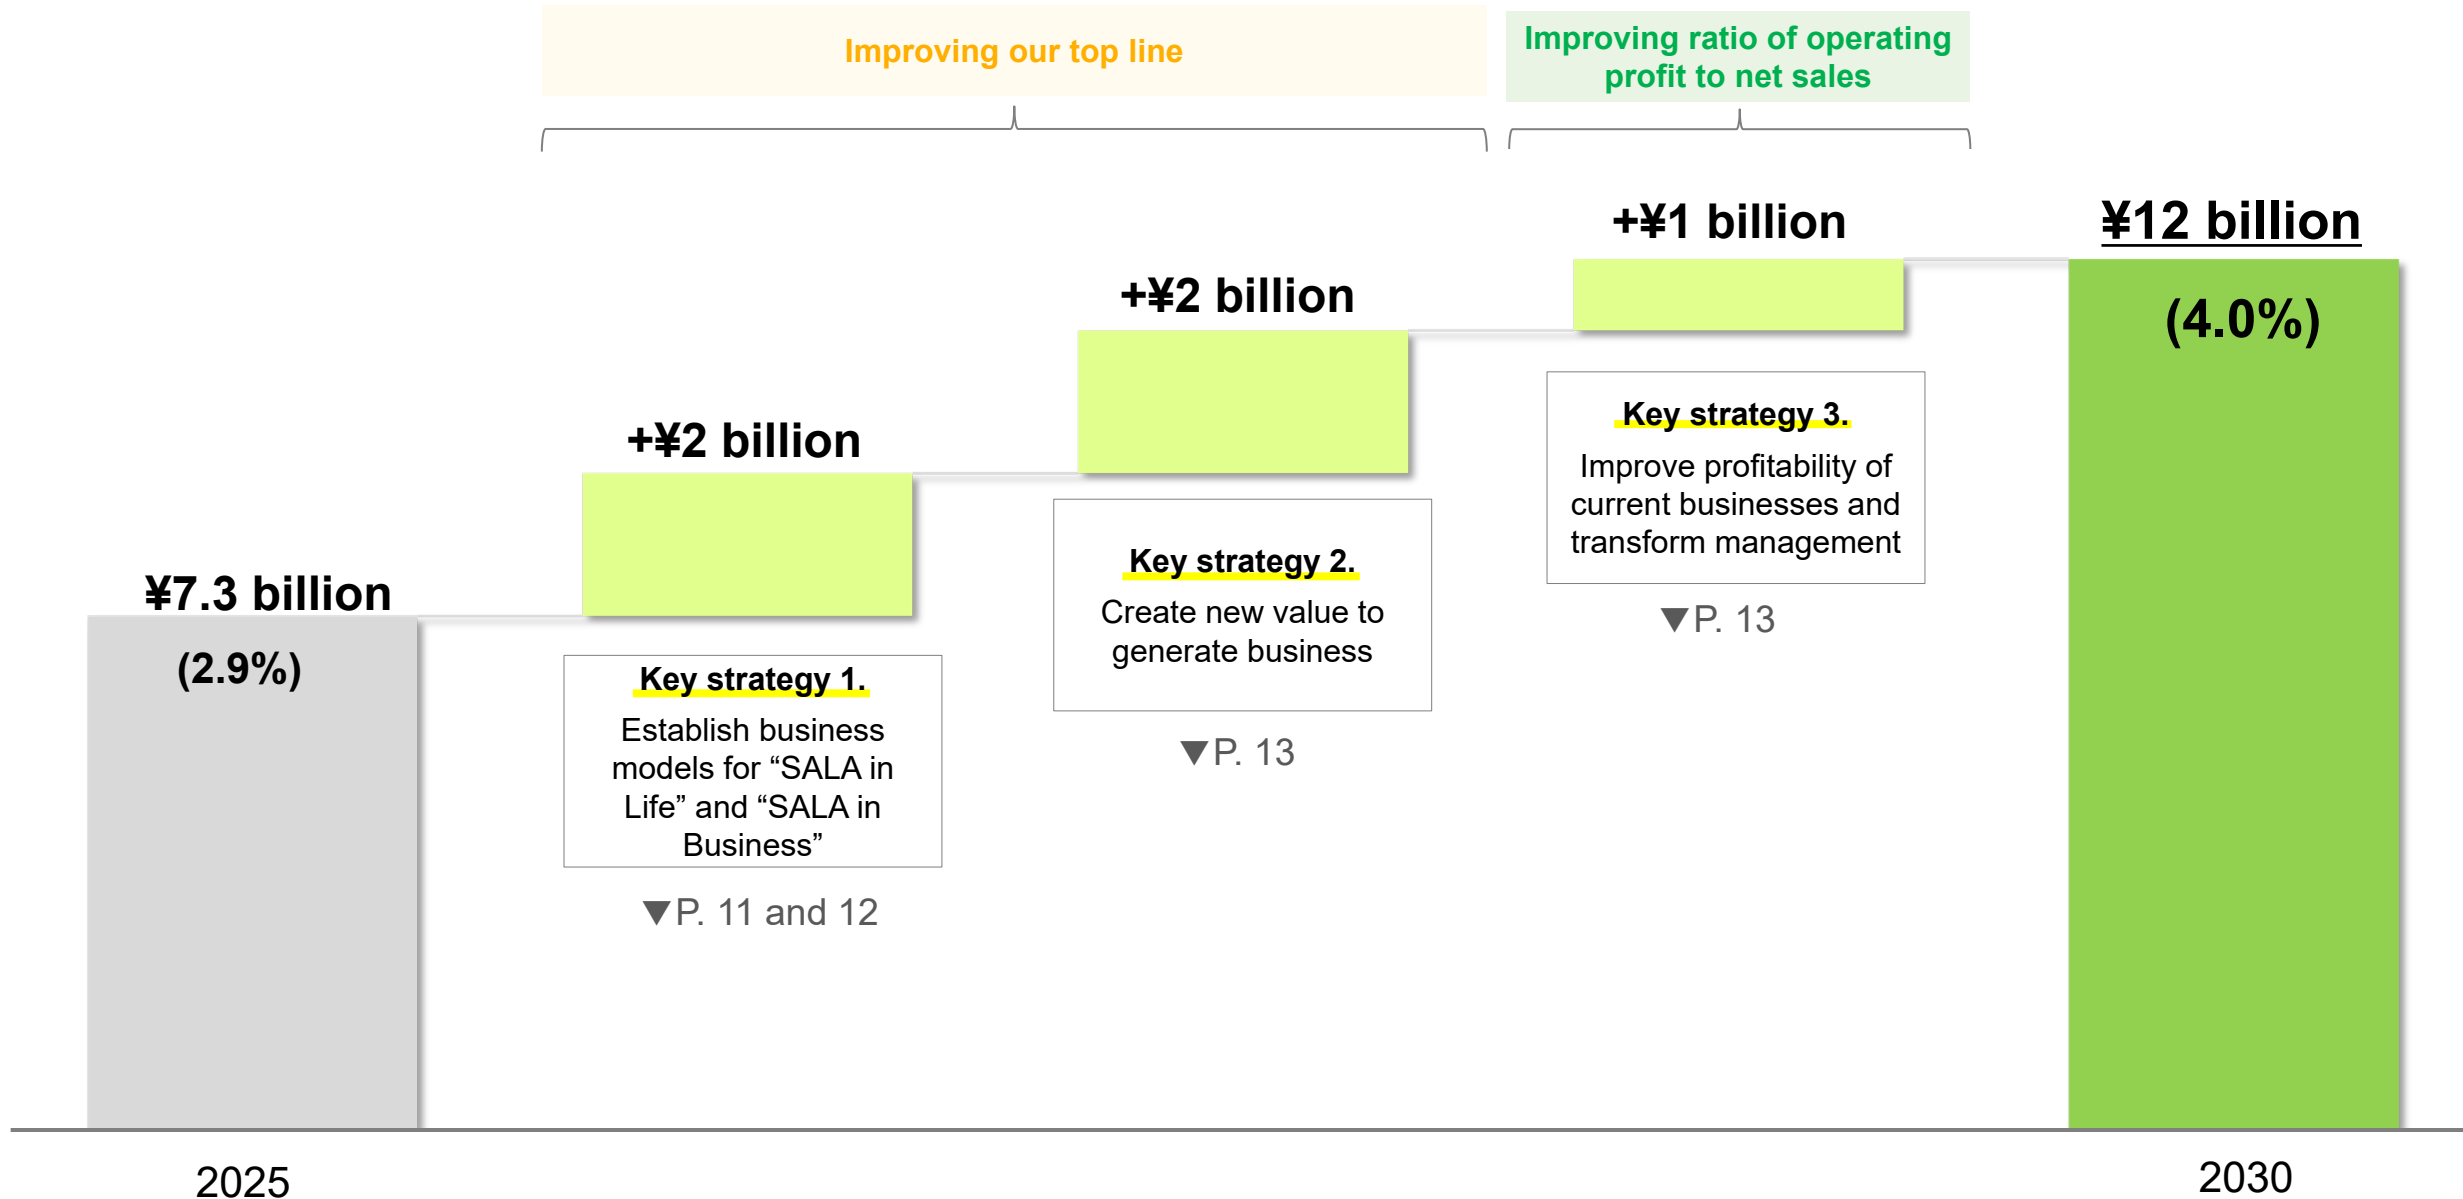 Improving our top line
Improving ratio of operating
profit to net sales
¥7.3 billion
(2.9%)
+¥2 billion
Key strategy 1.
Establish business
models for “SALA in
Life” and “SALA in
Business”
▼P. 11 and 12
+¥2 billion
Key strategy 2.
Create new value to
generate business
▼P. 13
+¥1 billion
Key strategy 3.
Improve profitability of
current businesses and
transform management
▼P. 13
¥12 billion
(4.0%)
2025
2030